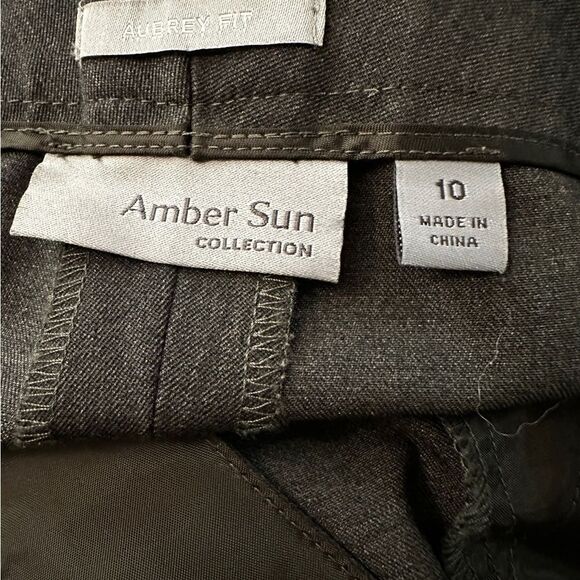 AUBREY FIT
Amber Sun
COLLECTION
10
MADE IN
CHINA